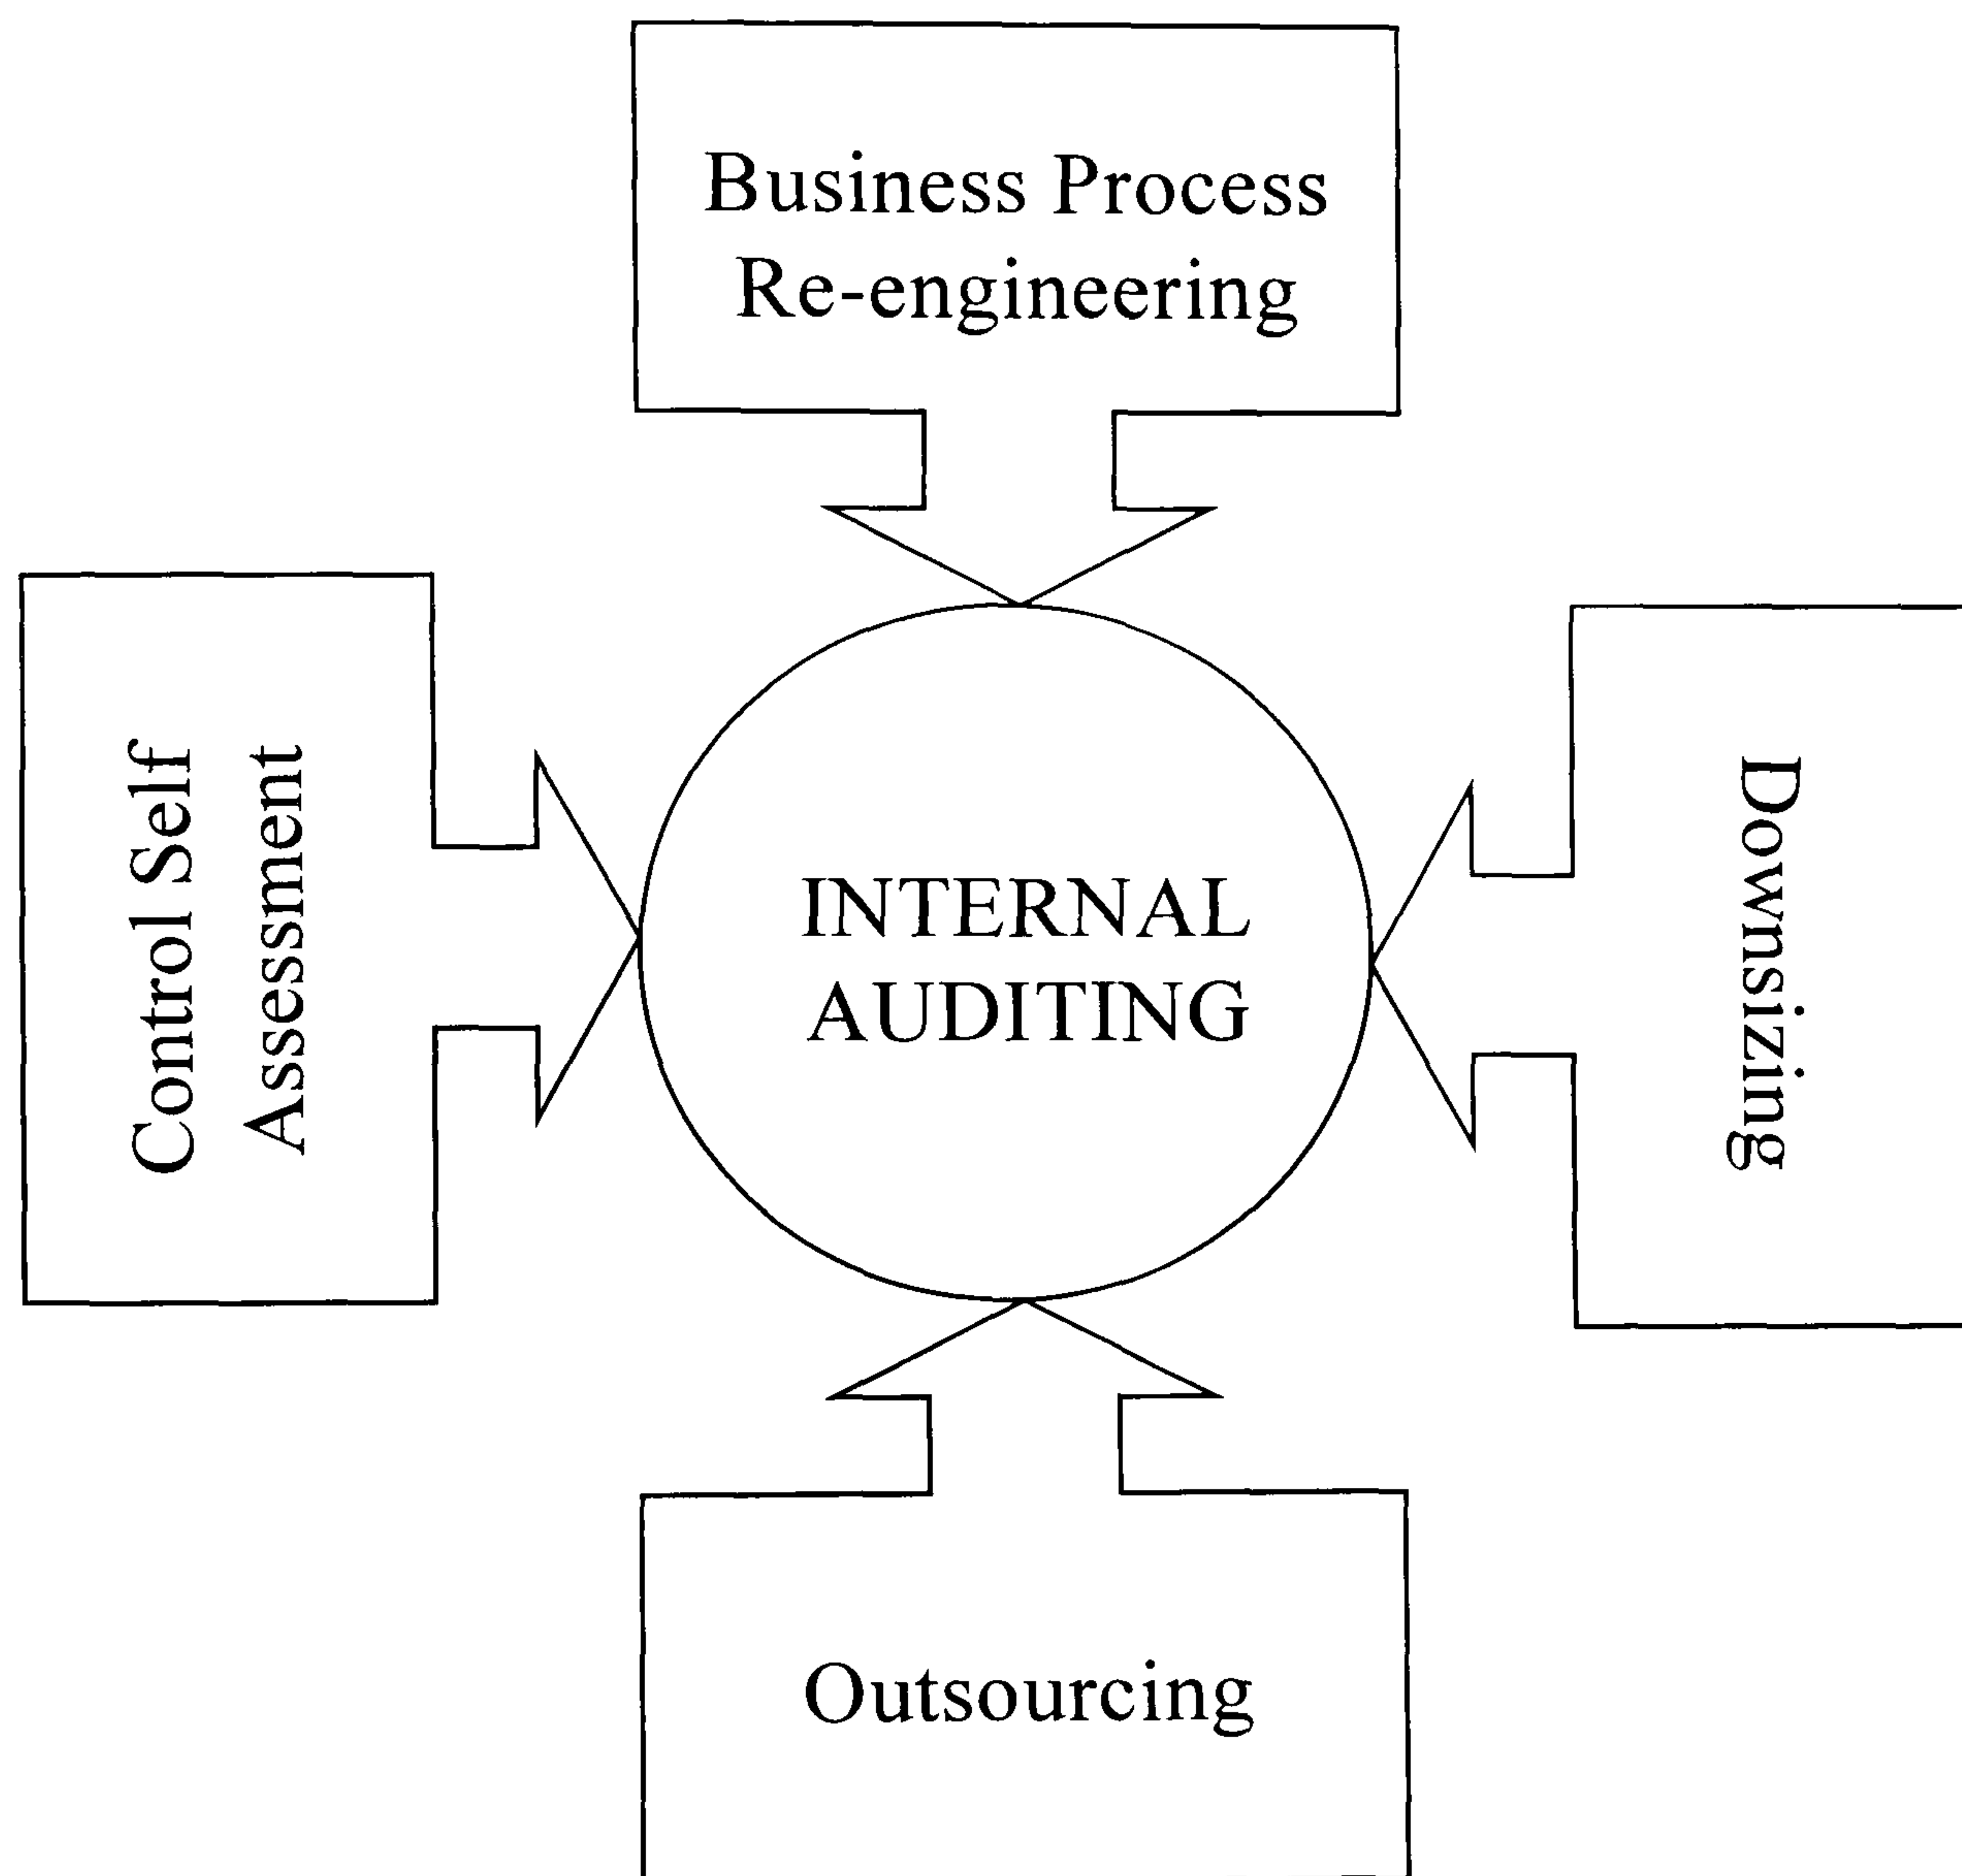 Business Process
Re-engineering
Control Self
Assessment
INTERNAL
AUDITING
Downsizing
Outsourcing